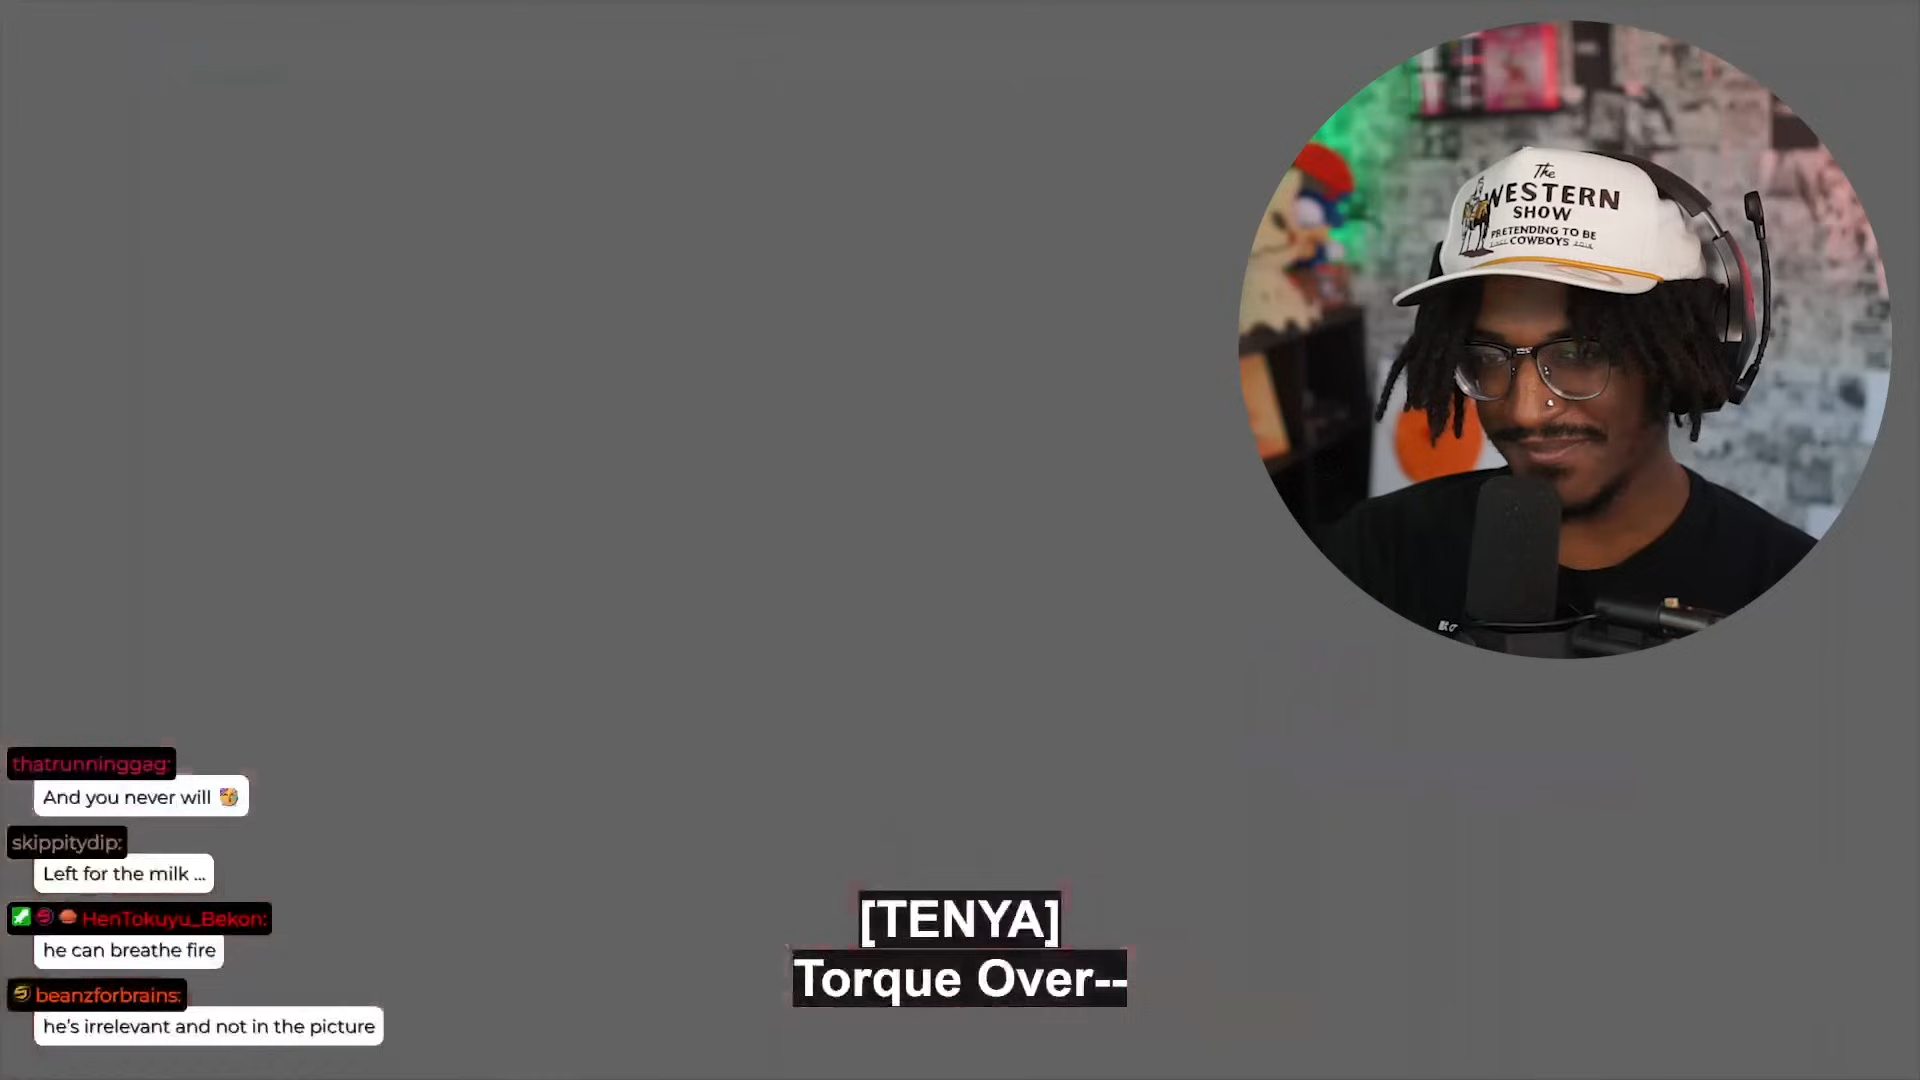 The
WESTERN
SHOW
PRETENDING TO BE
COWBOYS
thatrunninggag:
And you never will 🥳
skippitydip:
Left for the milk ...
HenTokuyu_Bekon:
he can breathe fire
beanzforbrains:
he's irrelevant and not in the picture
[TENYA]
Torque Over--